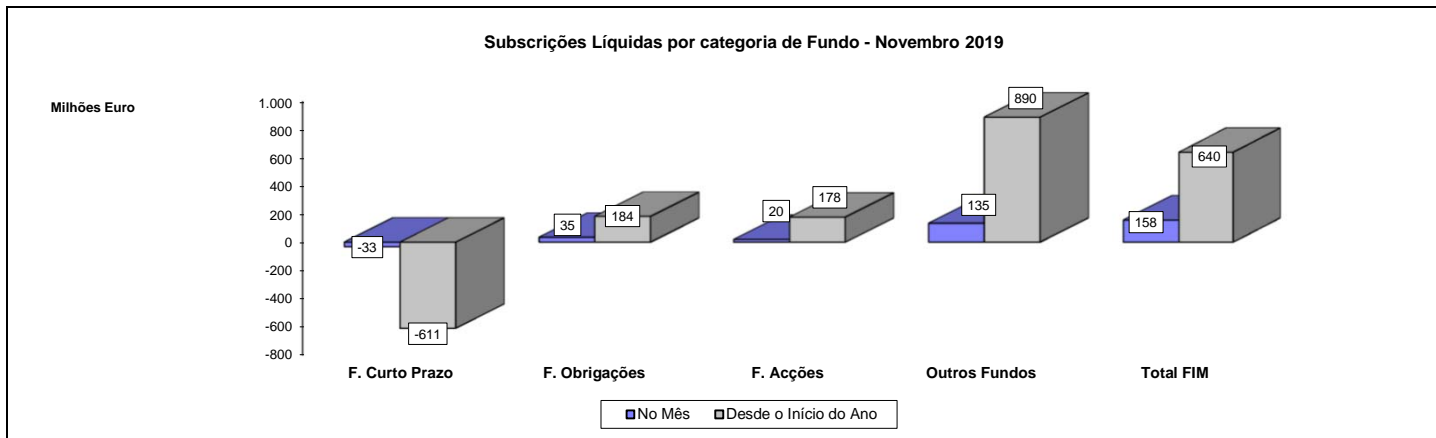 Subscrições Líquidas por categoria de Fundo - Novembro 2019
Milhões Euro
1.000
800
600
400
200
0
-200
-400
-600
-800
-33
-611
35
184
20
178
135
890
158
640
F. Curto Prazo
F. Obrigações
F. Acções
Outros Fundos
Total FIM
No Mês
Desde o Início do Ano